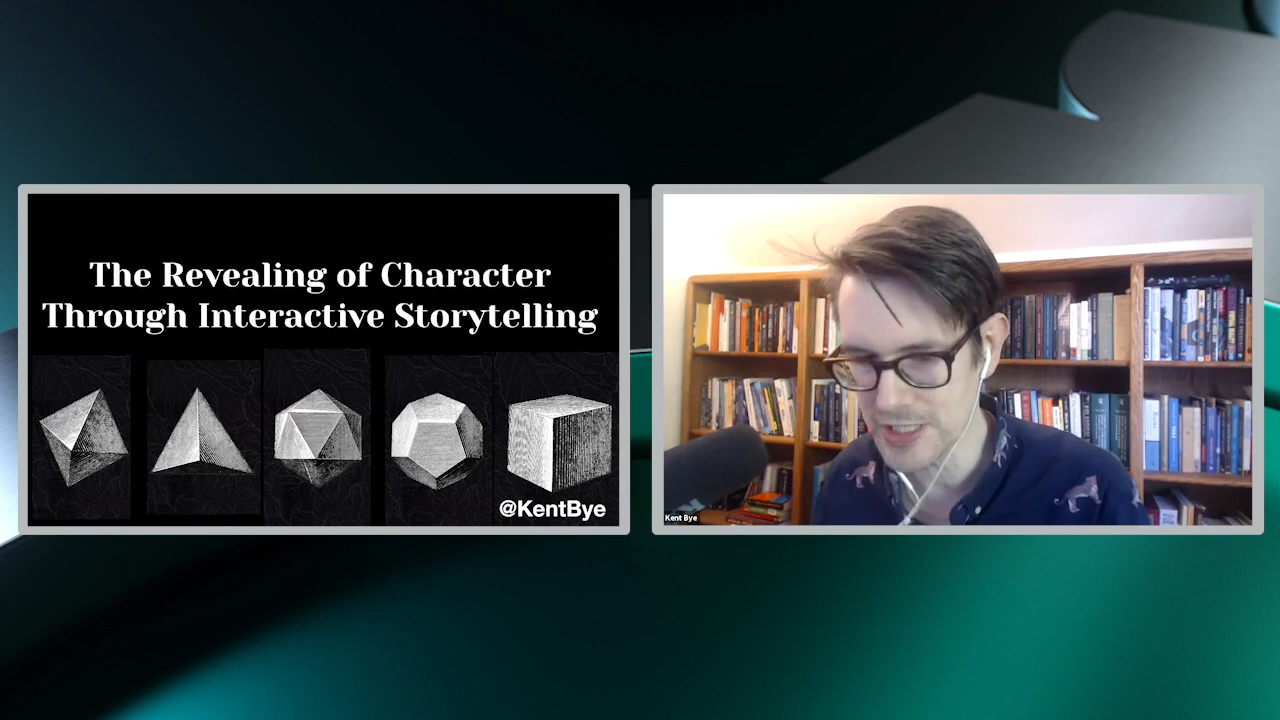 The Revealing of Character
Through Interactive Storytelling
@KentBye
Kent Bye